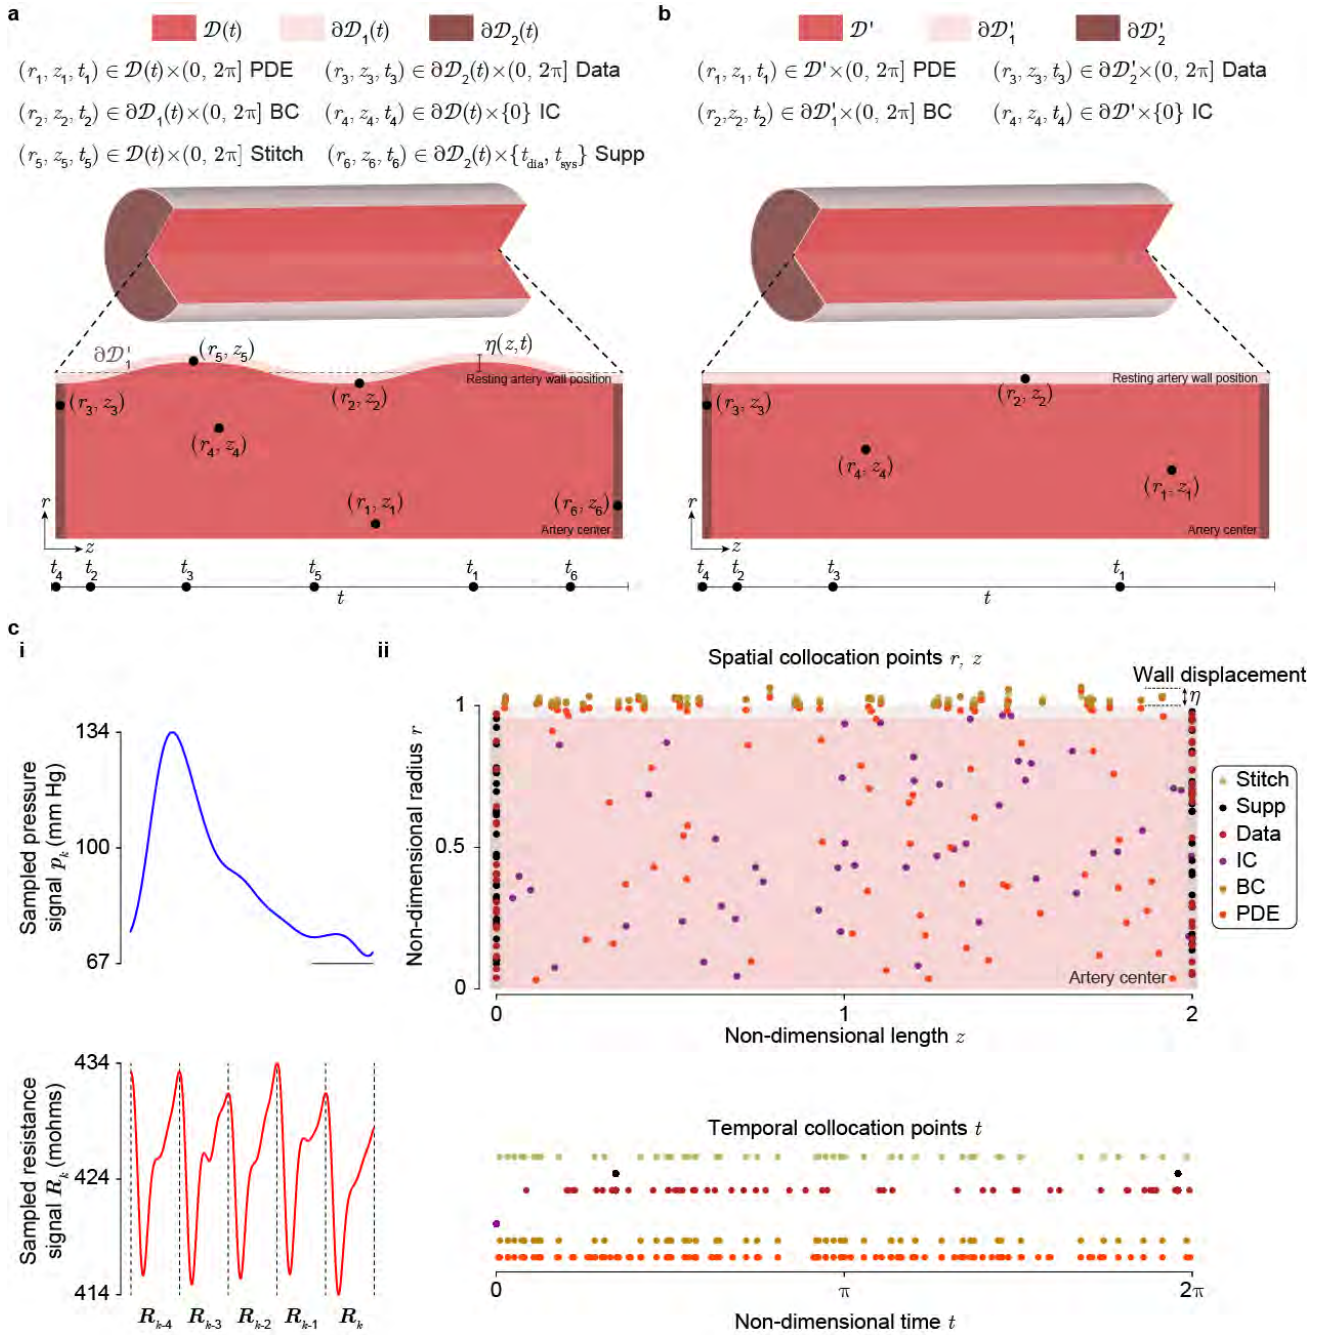 a
𝒟(t) ∂𝒟₁(t) ∂𝒟₂(t)
(r₁, z₁, t₁) ∈ 𝒟(t)×(0, 2π] PDE (r₃, z₃, t₃) ∈ ∂𝒟₂(t)×(0, 2π] Data
(r₂, z₂, t₂) ∈ ∂𝒟₁(t)×(0, 2π] BC (r₄, z₄, t₄) ∈ ∂𝒟(t)×{0} IC
(r₅, z₅, t₅) ∈ 𝒟(t)×(0, 2π] Stitch (r₆, z₆, t₆) ∈ ∂𝒟₂(t)×{t_dia, t_sys} Supp
∂𝒟₁′
(r₅, z₅)
η(z,t)
Resting artery wall position
(r₃, z₃)
(r₂, z₂)
(r₄, z₄)
(r₁, z₁)
(r₆, z₆)
Artery center
r
z
t₄ t₂ t₃ t₅ t₁ t₆
t
b
𝒟′ ∂𝒟₁′ ∂𝒟₂′
(r₁, z₁, t₁) ∈ 𝒟′×(0, 2π] PDE (r₃, z₃, t₃) ∈ ∂𝒟₂′×(0, 2π] Data
(r₂,z₂, t₂) ∈ ∂𝒟₁′×(0, 2π] BC (r₄, z₄, t₄) ∈ ∂𝒟′×{0} IC
Resting artery wall position
(r₃, z₃)
(r₂, z₂)
(r₄, z₄)
(r₁, z₁)
Artery center
r
z
t₄ t₂ t₃ t₁
t
c
i
Sampled pressure
signal p_k (mm Hg)
134
100
67
Sampled resistance
signal R_k (mohms)
434
424
414
R_k-4 R_k-3 R_k-2 R_k-1 R_k
ii
Spatial collocation points r, z
Wall displacement
η
Non-dimensional radius r
1
0.5
0
Artery center
0 1 2
Non-dimensional length z
Stitch
Supp
Data
IC
BC
PDE
Temporal collocation points t
0 π 2π
Non-dimensional time t